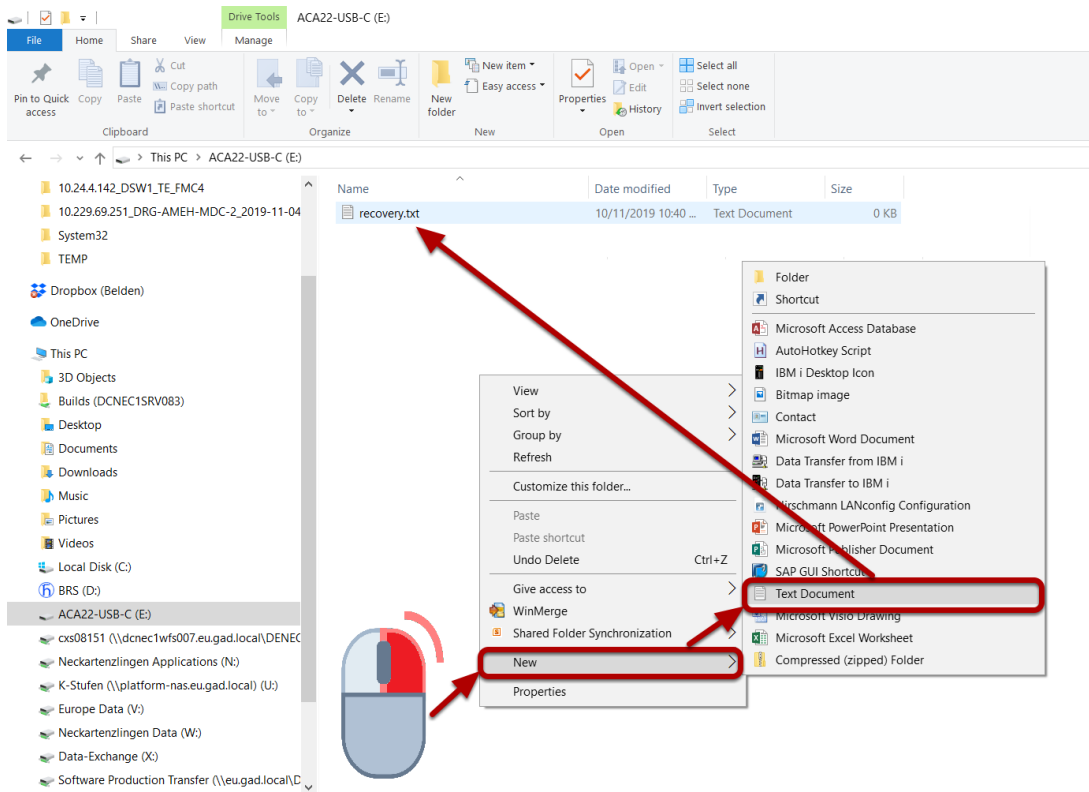 Drive Tools
ACA22-USB-C (E:)
File
Home
Share
View
Manage
Pin to Quick access
Copy
Paste
Cut
Copy path
Paste shortcut
Clipboard
Move to
Copy to
Delete
Rename
Organize
New folder
New item
Easy access
New
Properties
Open
Edit
History
Open
Select all
Select none
Invert selection
Select
This PC > ACA22-USB-C (E:)
10.24.4.142_DSW1_TE_FMC4
10.229.69.251_DRG-AMEH-MDC-2_2019-11-04
System32
TEMP
Dropbox (Belden)
OneDrive
This PC
3D Objects
Builds (DCNEC1SRV083)
Desktop
Documents
Downloads
Music
Pictures
Videos
Local Disk (C:)
BRS (D:)
ACA22-USB-C (E:)
cxs08151 (\\dcnec1wfs007.eu.gad.local\DENEC
Neckartenzlingen Applications (N:)
K-Stufen (\\platform-nas.eu.gad.local) (U:)
Europe Data (V:)
Neckartenzlingen Data (W:)
Data-Exchange (X:)
Software Production Transfer (\\eu.gad.local\D
Name Date modified Type Size
recovery.txt 10/11/2019 10:40 ... Text Document 0 KB
View
Sort by
Group by
Refresh
Customize this folder...
Paste
Paste shortcut
Undo Delete Ctrl+Z
Give access to
WinMerge
Shared Folder Synchronization
New
Properties
Folder
Shortcut
Microsoft Access Database
AutoHotkey Script
IBM i Desktop Icon
Bitmap image
Contact
Microsoft Word Document
Data Transfer from IBM i
Data Transfer to IBM i
Hirschmann LANconfig Configuration
Microsoft PowerPoint Presentation
Microsoft Publisher Document
SAP GUI Shortcut
Text Document
Microsoft Visio Drawing
Microsoft Excel Worksheet
Compressed (zipped) Folder